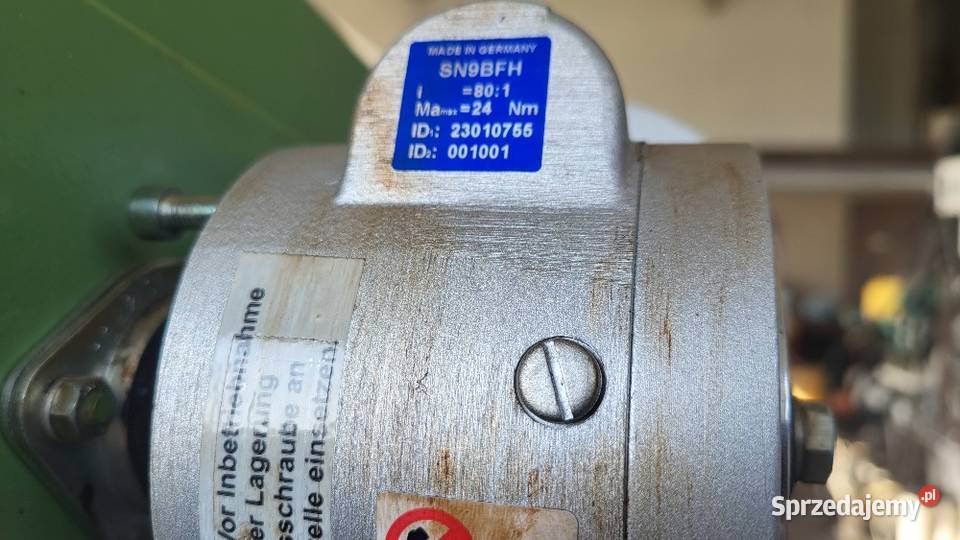 MADE IN GERMANY
SN9BFH
i =80:1
Mamax=24 Nm
ID1: 23010755
ID2: 001001
Vor Inbetriebnahme
er Lagerung
sschraube an
elle einsetzen.
Sprzedajemy.pl